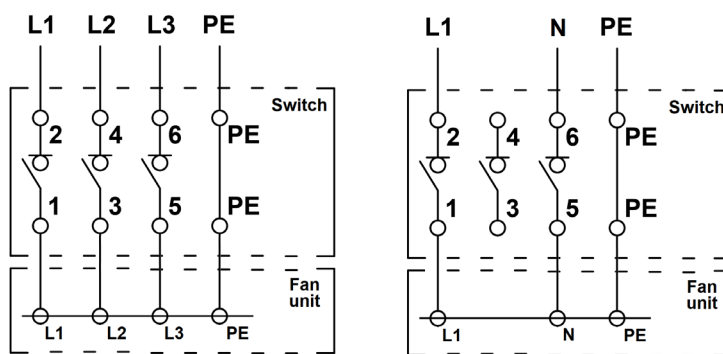 L1 L2 L3 PE
Switch
2 4 6 PE
1 3 5 PE
Fan
unit
L1 L2 L3 PE
L1 N PE
Switch
2 4 6 PE
1 3 5 PE
Fan
unit
L1 N PE